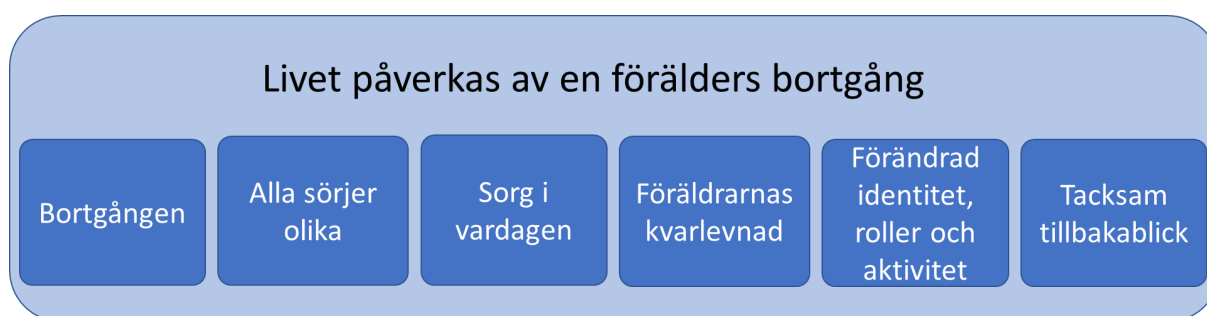 Livet påverkas av en förälders bortgång
Bortgången
Alla sörjer
olika
Sorg i
vardagen
Föräldrarnas
kvarlevnad
Förändrad
identitet,
roller och
aktivitet
Tacksam
tillbakablick